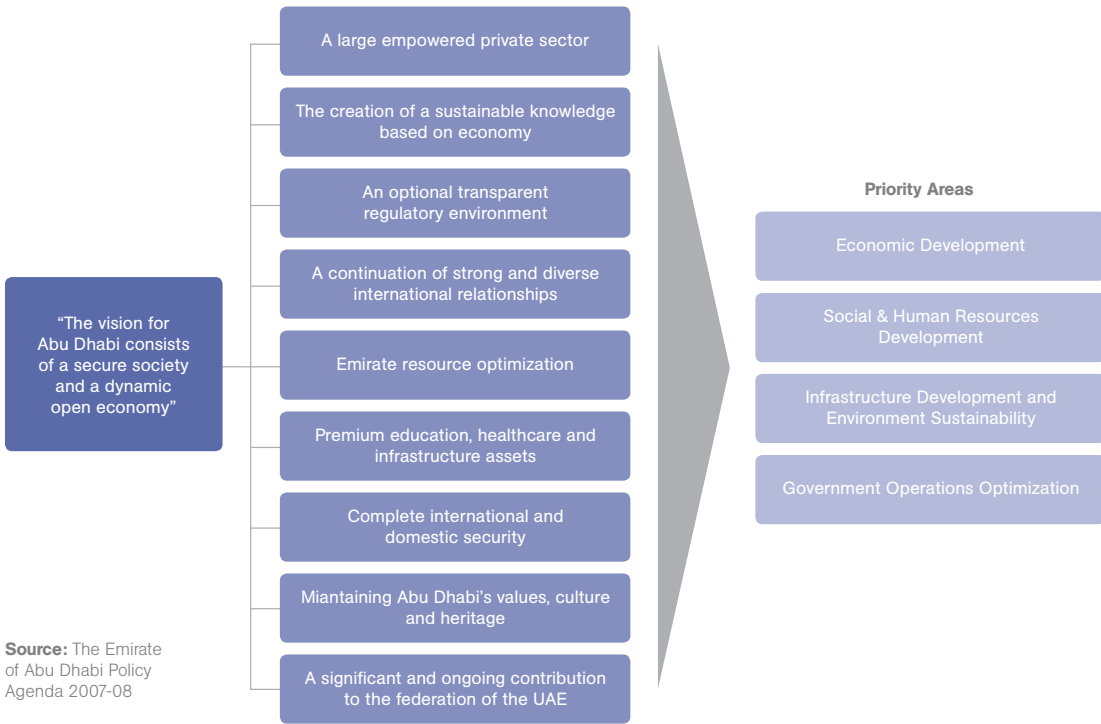 “The vision for
Abu Dhabi consists
of a secure society
and a dynamic
open economy”
A large empowered private sector
The creation of a sustainable knowledge
based on economy
An optional transparent
regulatory environment
A continuation of strong and diverse
international relationships
Emirate resource optimization
Premium education, healthcare and
infrastructure assets
Complete international and
domestic security
Miantaining Abu Dhabi’s values, culture
and heritage
A significant and ongoing contribution
to the federation of the UAE
Priority Areas
Economic Development
Social & Human Resources
Development
Infrastructure Development and
Environment Sustainability
Government Operations Optimization
Source: The Emirate
of Abu Dhabi Policy
Agenda 2007-08